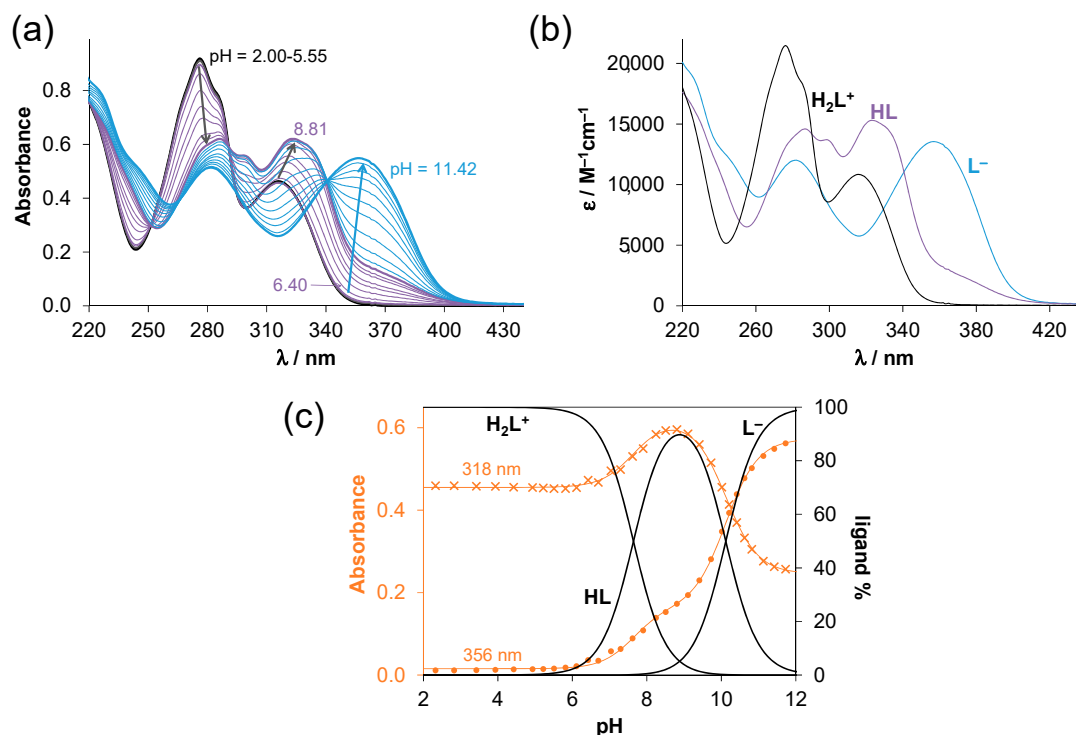 (a)
pH = 2.00-5.55
8.81
pH = 11.42
6.40
Absorbance
0.8
0.6
0.4
0.2
0.0
220 250 280 310 340 370 400 430
λ / nm
(b)
ε / M⁻¹cm⁻¹
20,000
15,000
10,000
5,000
0
H₂L⁺
HL
L⁻
220 260 300 340 380 420
λ / nm
(c)
Absorbance
0.6
0.4
0.2
0.0
H₂L⁺
L⁻
318 nm
HL
356 nm
100
80
60
40
20
0
ligand %
2 4 6 8 10 12
pH